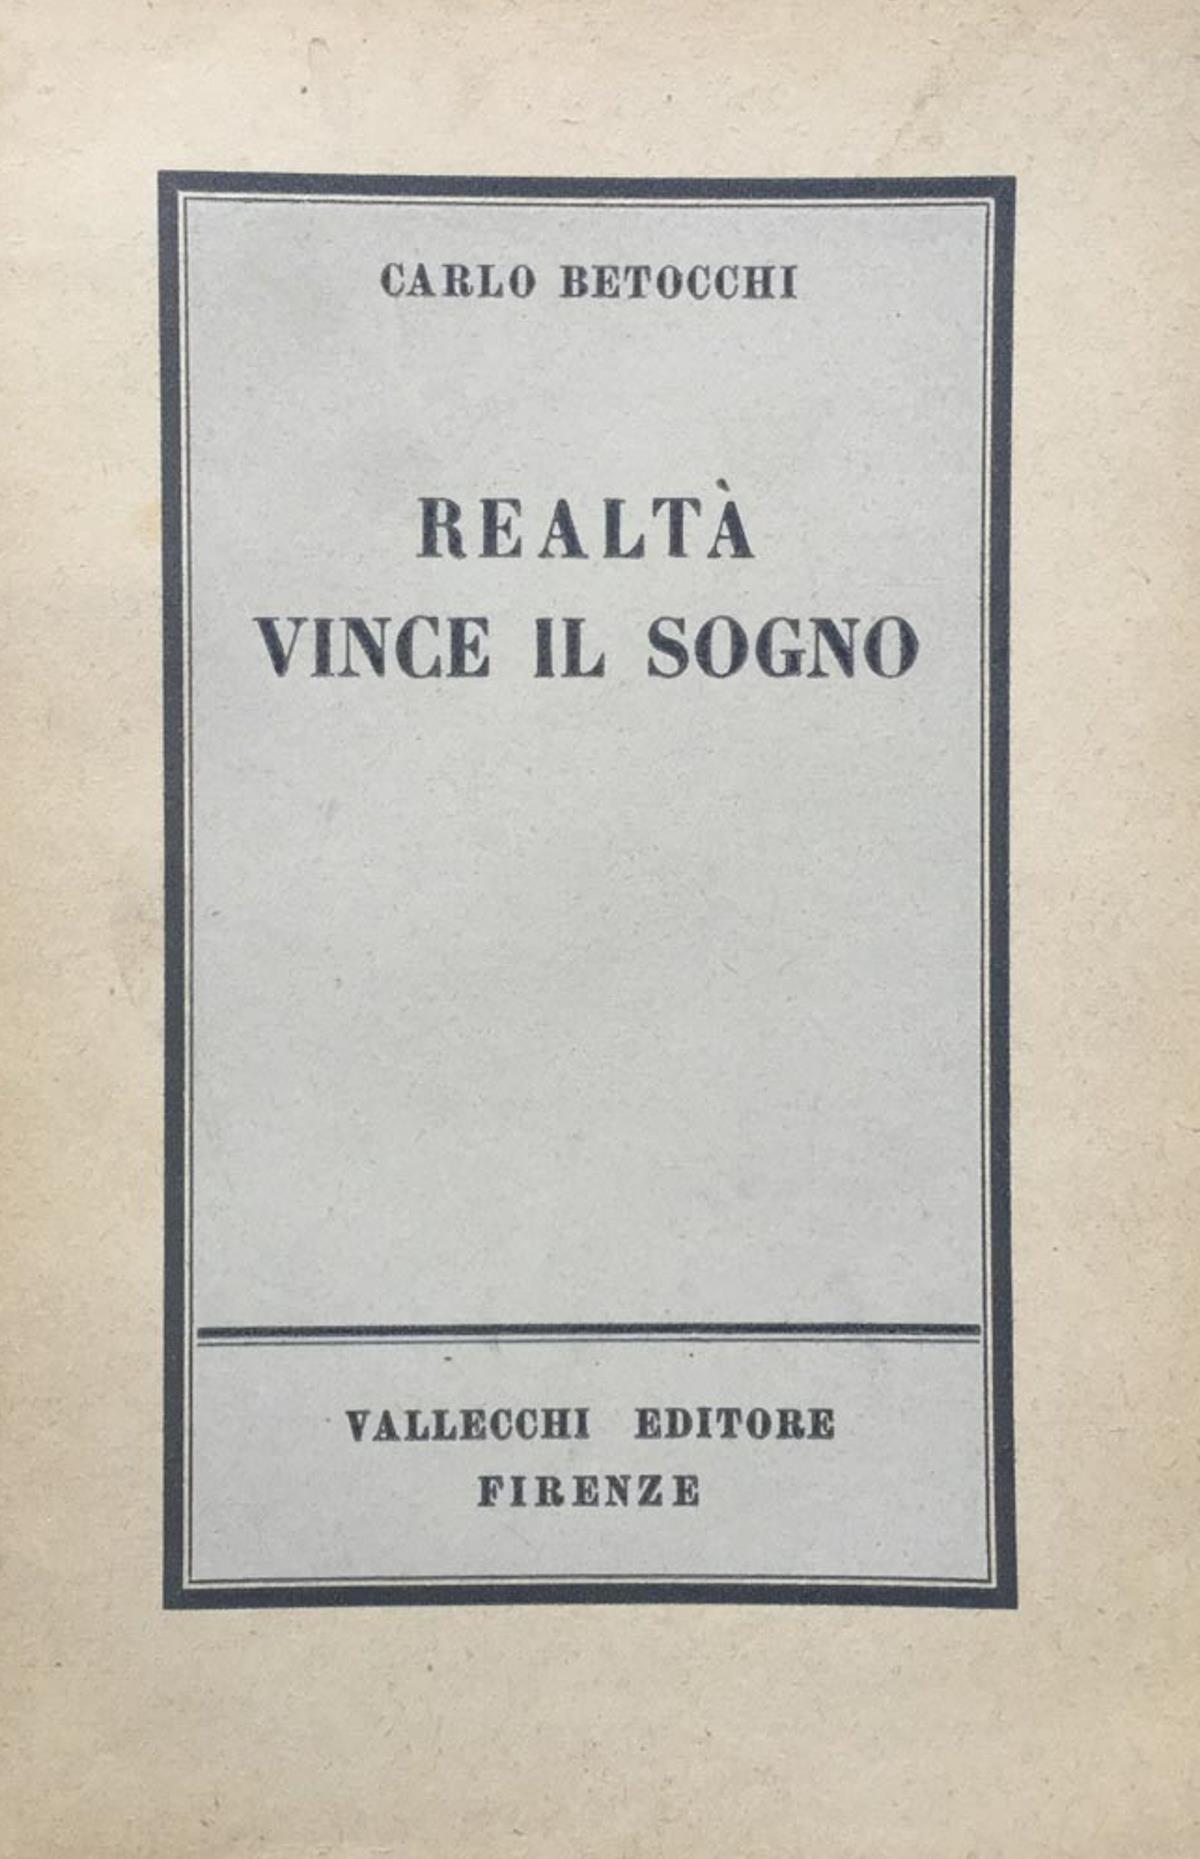 CARLO BETOCCHI
REALTÀ
VINCE IL SOGNO
VALLECCHI EDITORE
FIRENZE